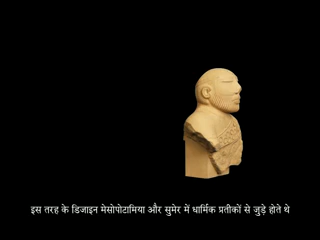 इस तरह के डिजाइन मेसोपोटामिया और सुमेर में धार्मिक प्रतीकों से जुड़े होते थे